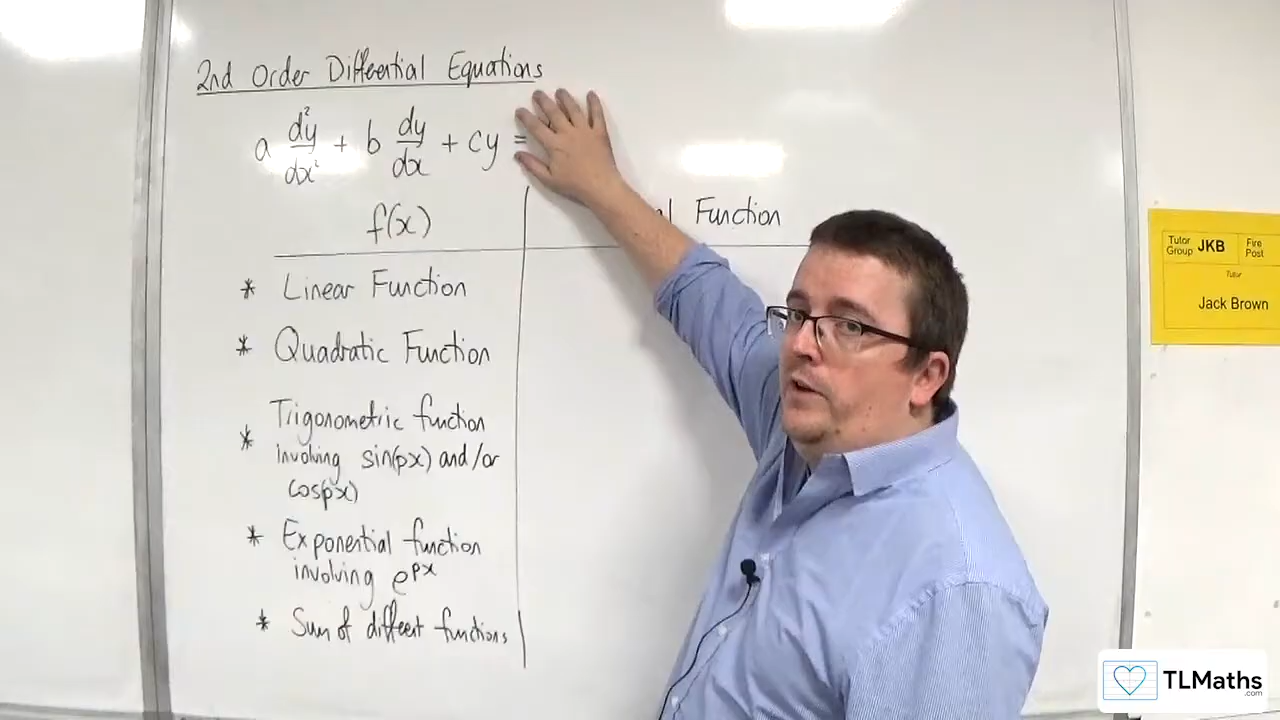 2nd Order Differential Equations
a d²y/dx² + b dy/dx + cy =
f(x)
Function
* Linear Function
* Quadratic Function
Trigonometric function
* involving sin(px) and/or
cos(px)
* Exponential function
involving e^px
* Sum of different functions
Tutor Group JKB Fire Post
Tutor
Jack Brown
TLMaths
.com